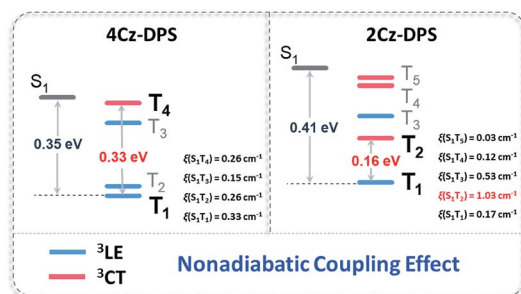 4Cz-DPS
S1
T4
T3
0.35 eV
0.33 eV
T2
T1
ξ(S1T4) = 0.26 cm-1
ξ(S1T3) = 0.15 cm-1
ξ(S1T2) = 0.26 cm-1
ξ(S1T1) = 0.33 cm-1
2Cz-DPS
S1
T5
T4
T3
0.41 eV
T2
0.16 eV
T1
ξ(S1T5) = 0.03 cm-1
ξ(S1T4) = 0.12 cm-1
ξ(S1T3) = 0.53 cm-1
ξ(S1T2) = 1.03 cm-1
ξ(S1T1) = 0.17 cm-1
3LE
3CT
Nonadiabatic Coupling Effect